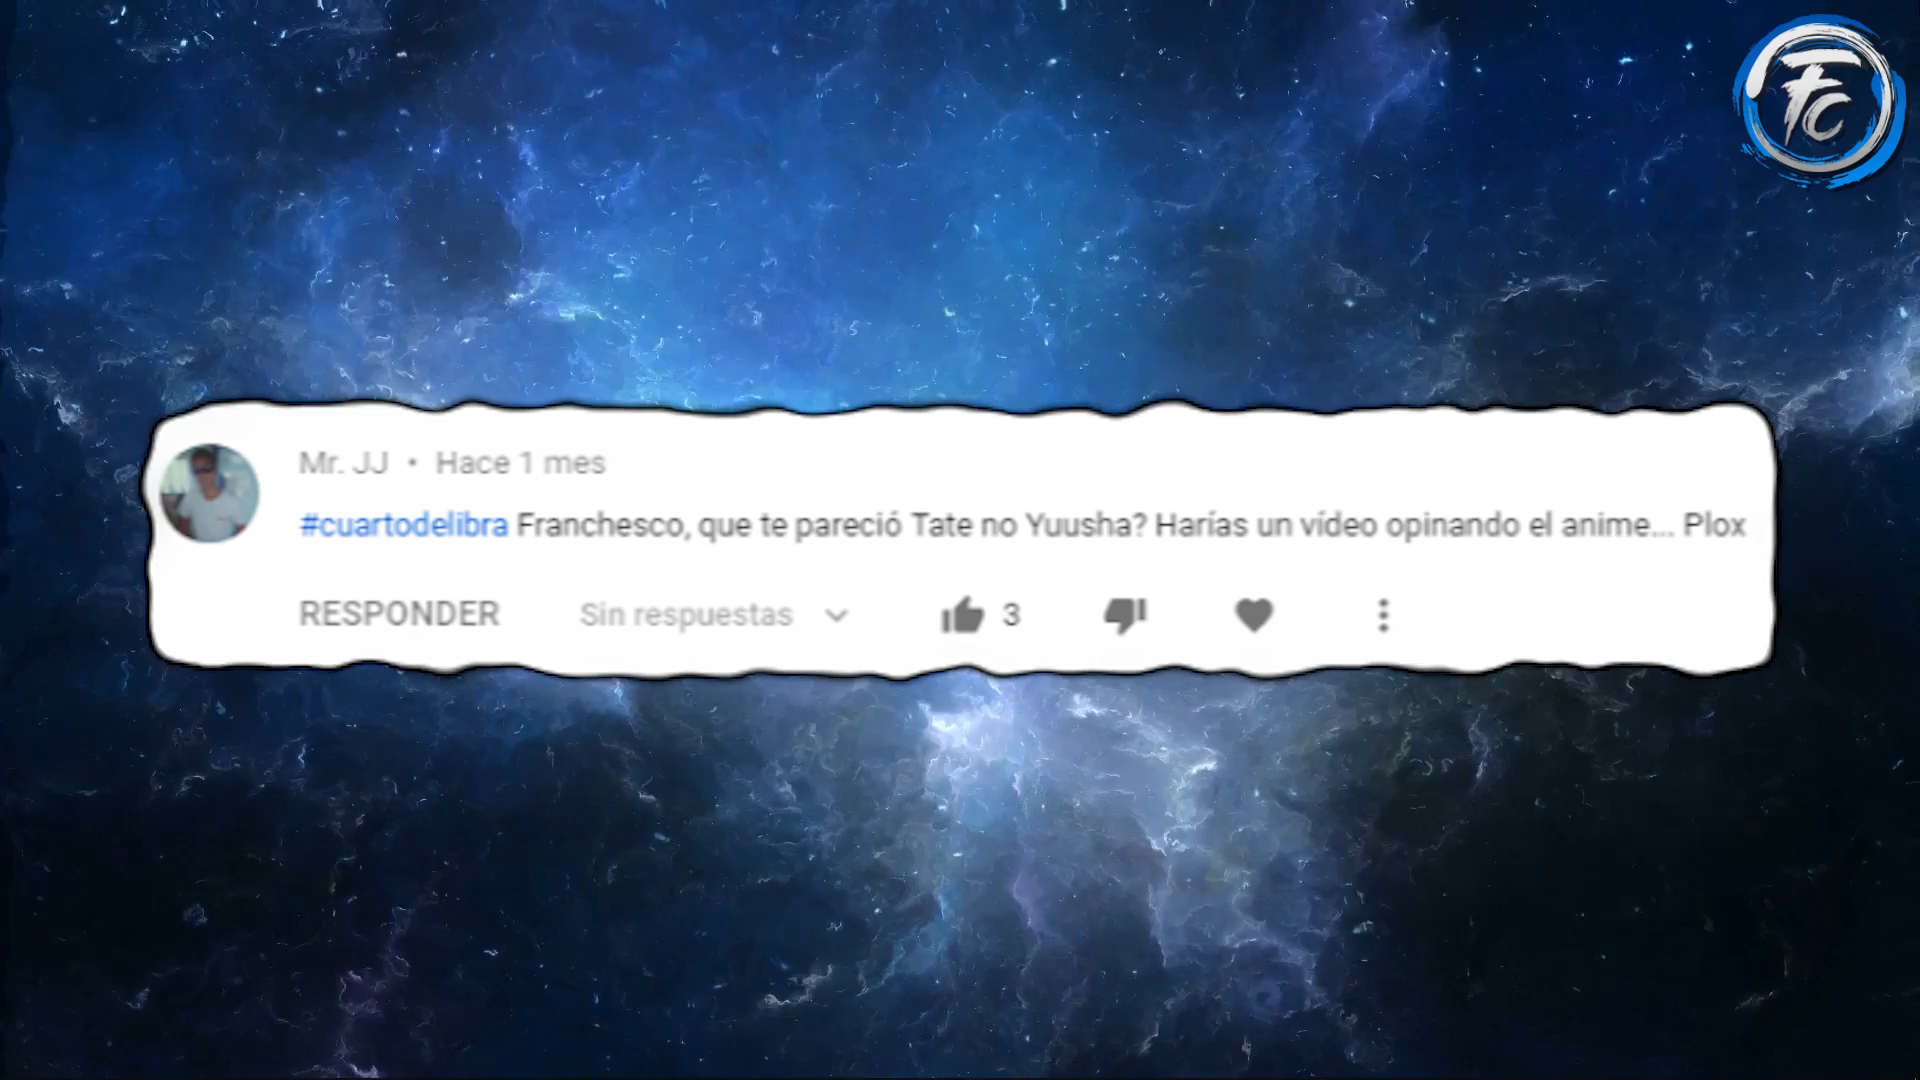 FC
Mr. JJ • Hace 1 mes
#cuartodelibra Franchesco, que te pareció Tate no Yuusha? Harías un vídeo opinando el anime... Plox
RESPONDER Sin respuestas 3